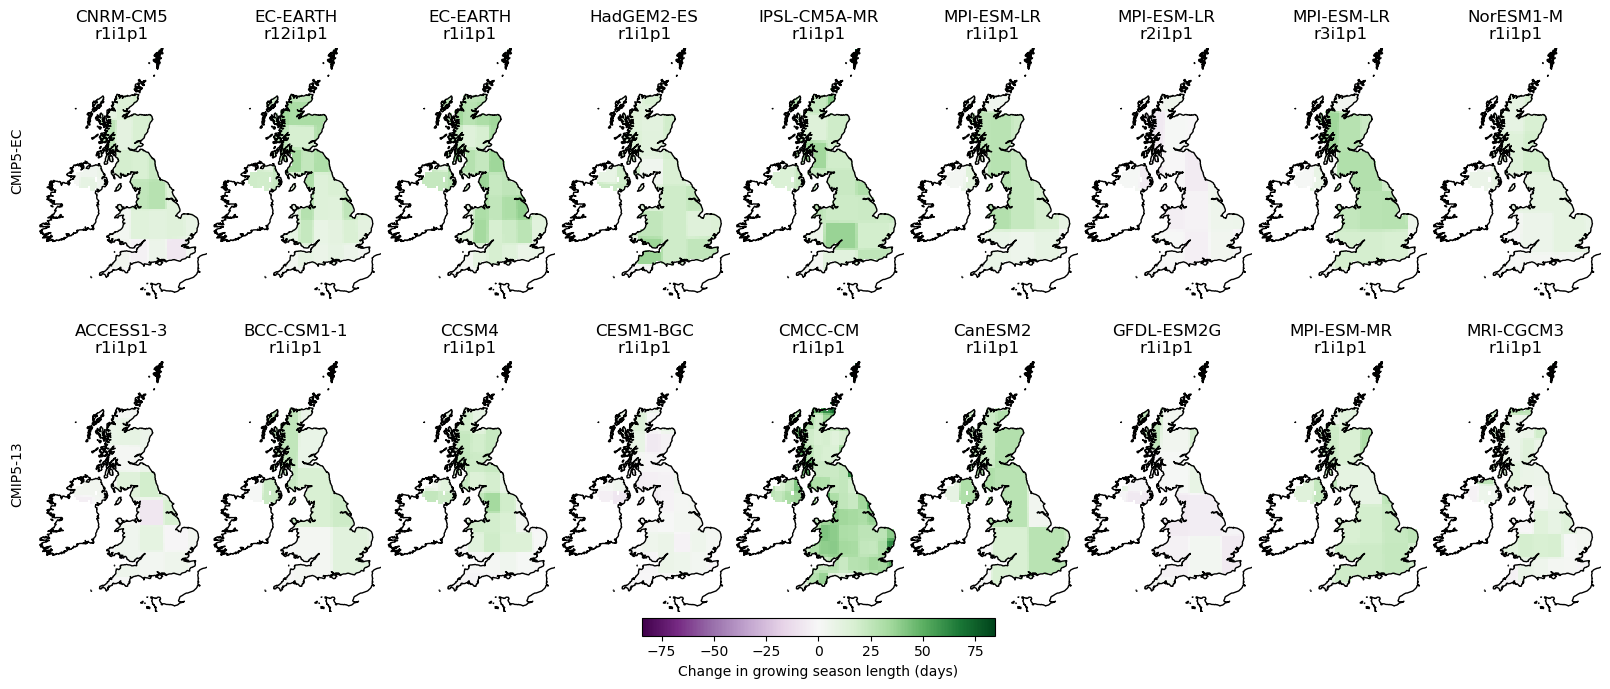 CNRM-CM5
r1i1p1
EC-EARTH
r12i1p1
EC-EARTH
r1i1p1
HadGEM2-ES
r1i1p1
IPSL-CM5A-MR
r1i1p1
MPI-ESM-LR
r1i1p1
MPI-ESM-LR
r2i1p1
MPI-ESM-LR
r3i1p1
NorESM1-M
r1i1p1
CMIP5-EC
ACCESS1-3
r1i1p1
BCC-CSM1-1
r1i1p1
CCSM4
r1i1p1
CESM1-BGC
r1i1p1
CMCC-CM
r1i1p1
CanESM2
r1i1p1
GFDL-ESM2G
r1i1p1
MPI-ESM-MR
r1i1p1
MRI-CGCM3
r1i1p1
CMIP5-13
−75 −50 −25 0 25 50 75
Change in growing season length (days)